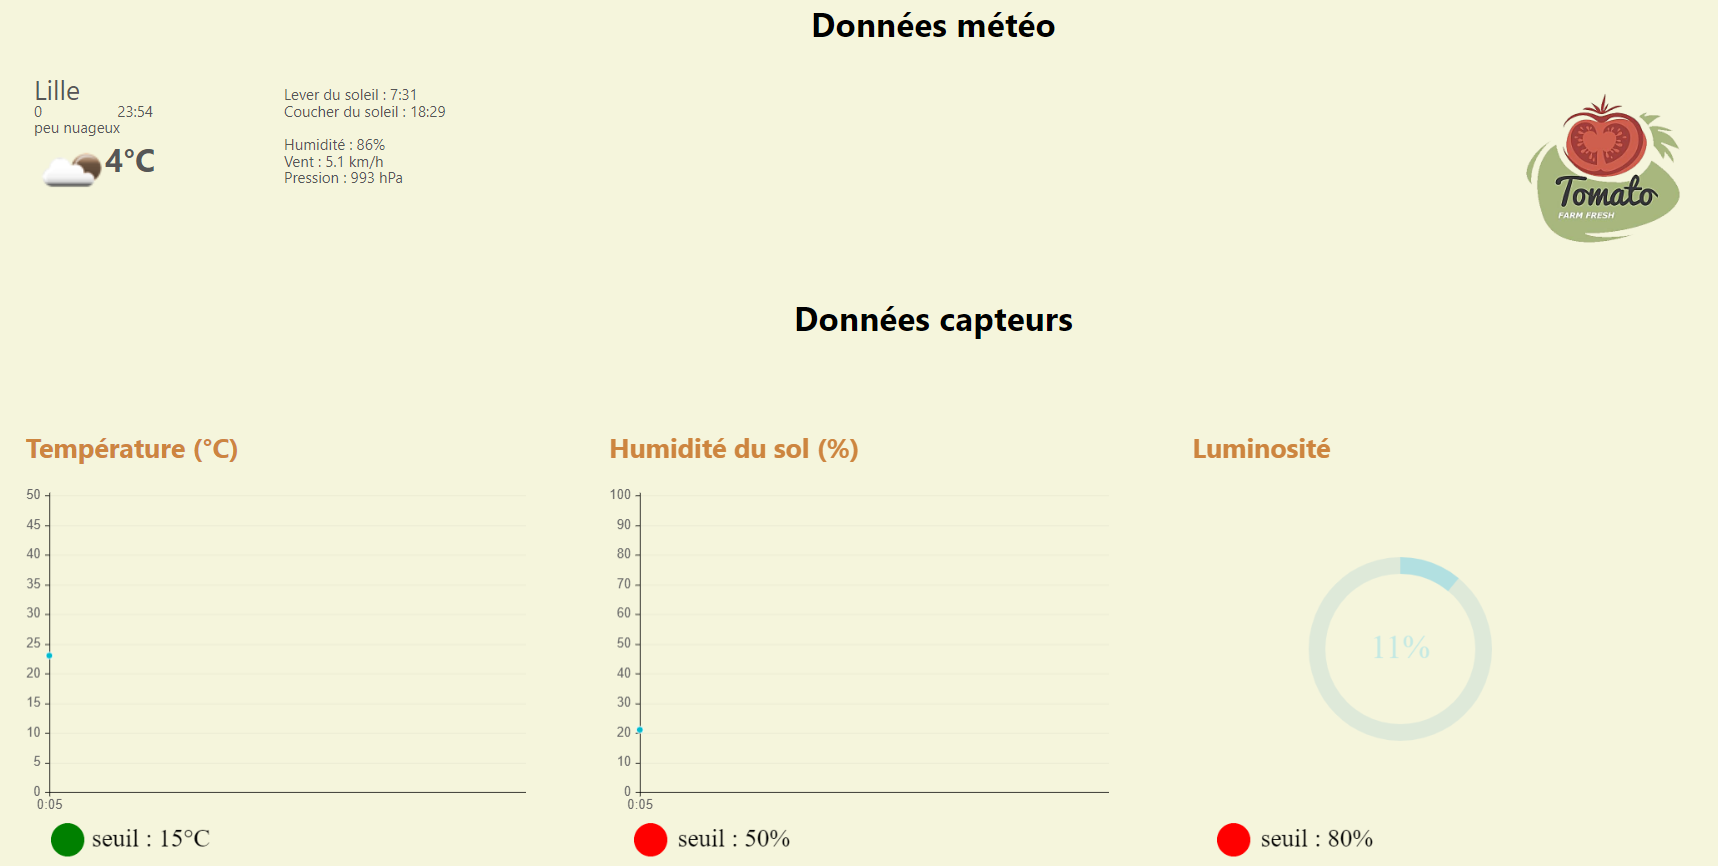 Données météo
Lille
0 23:54
peu nuageux
4°C
Lever du soleil : 7:31
Coucher du soleil : 18:29
Humidité : 86%
Vent : 5.1 km/h
Pression : 993 hPa
Tomato
FARM FRESH
Données capteurs
Température (°C)
50
45
40
35
30
25
20
15
10
5
0
0:05
seuil : 15°C
Humidité du sol (%)
100
90
80
70
60
50
40
30
20
10
0
0:05
seuil : 50%
Luminosité
11%
seuil : 80%